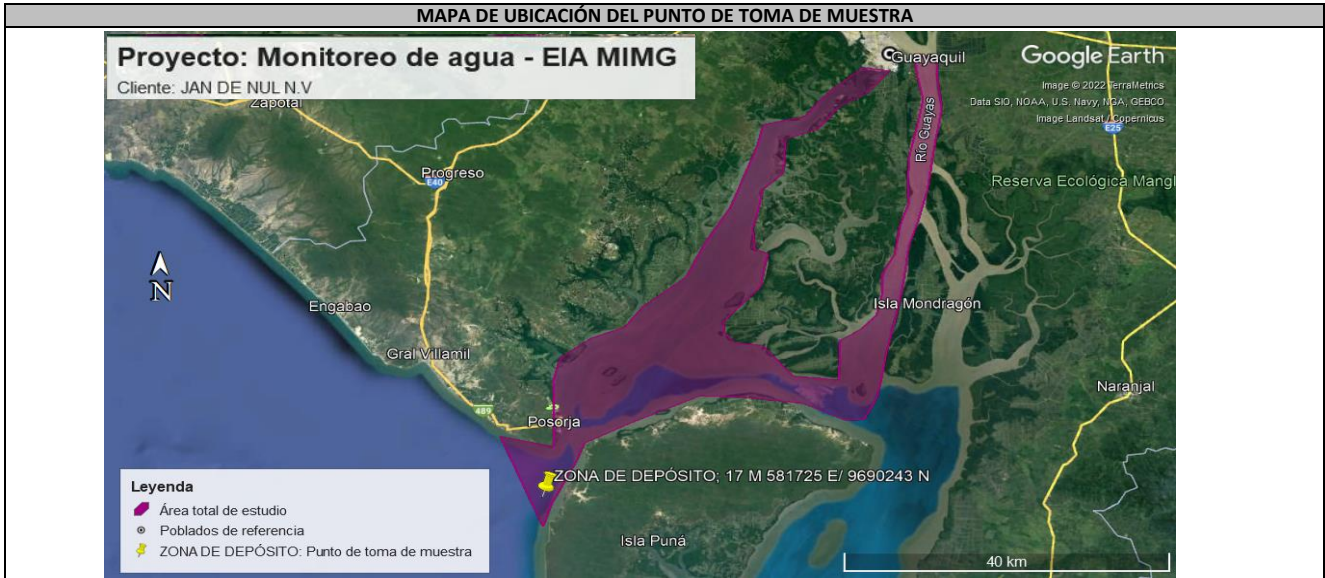 MAPA DE UBICACIÓN DEL PUNTO DE TOMA DE MUESTRA
Proyecto: Monitoreo de agua - EIA MIMG
Cliente: JAN DE NUL N.V
Guayaquil
Google Earth
Image © 2022 TerraMetrics
Data SIO, NOAA, U.S. Navy, NGA, GEBCO
Image Landsat / Copernicus
Zapotal
E25
Río Guayas
Progreso
E40
Reserva Ecológica Mangl
N
Engabao
Isla Mondragón
Gral Villamil
Naranjal
489
Posorja
ZONA DE DEPÓSITO; 17 M 581725 E/ 9690243 N
Leyenda
Área total de estudio
Poblados de referencia
ZONA DE DEPÓSITO: Punto de toma de muestra
Isla Puná
40 km